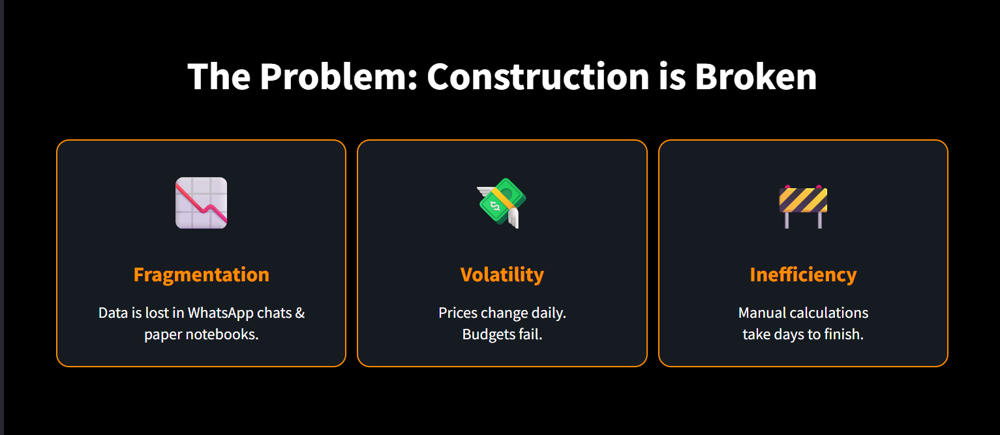 The Problem: Construction is Broken
Fragmentation
Data is lost in WhatsApp chats &
paper notebooks.
$
Volatility
Prices change daily.
Budgets fail.
Inefficiency
Manual calculations
take days to finish.